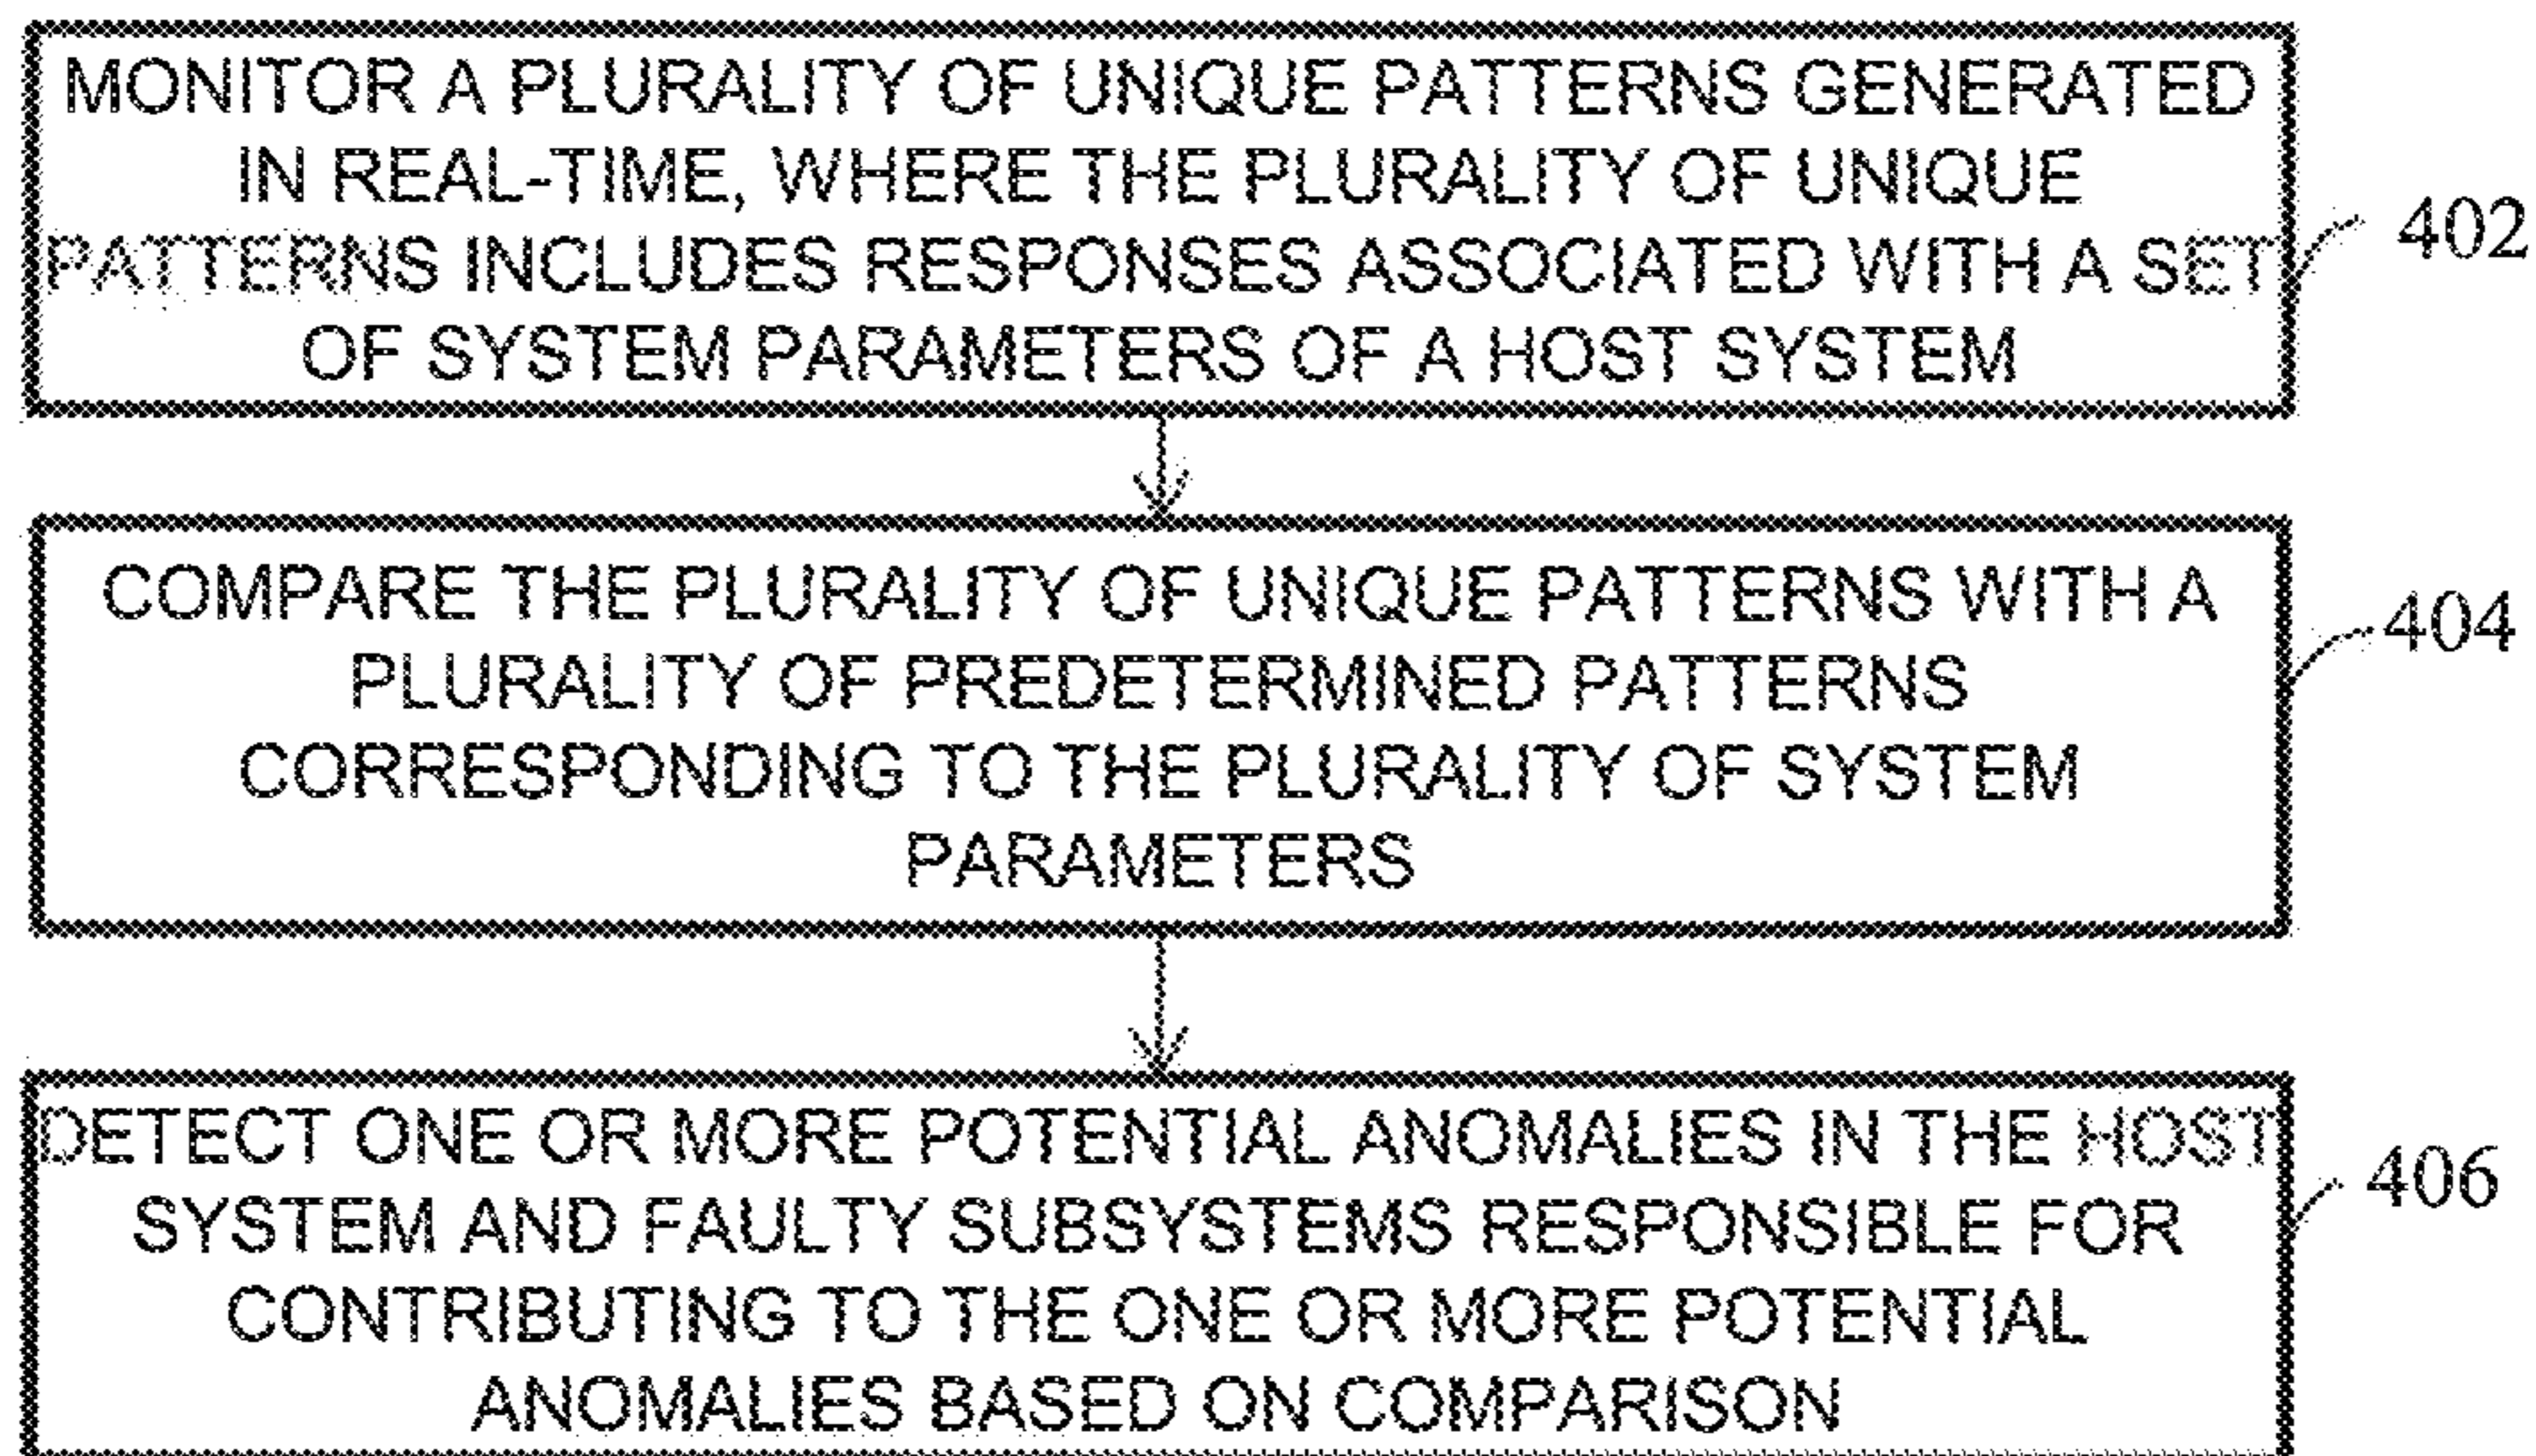 MONITOR A PLURALITY OF UNIQUE PATTERNS GENERATED
IN REAL-TIME, WHERE THE PLURALITY OF UNIQUE
PATTERNS INCLUDES RESPONSES ASSOCIATED WITH A SET
OF SYSTEM PARAMETERS OF A HOST SYSTEM
402
COMPARE THE PLURALITY OF UNIQUE PATTERNS WITH A
PLURALITY OF PREDETERMINED PATTERNS
CORRESPONDING TO THE PLURALITY OF SYSTEM
PARAMETERS
404
DETECT ONE OR MORE POTENTIAL ANOMALIES IN THE HOST
SYSTEM AND FAULTY SUBSYSTEMS RESPONSIBLE FOR
CONTRIBUTING TO THE ONE OR MORE POTENTIAL
ANOMALIES BASED ON COMPARISON
406